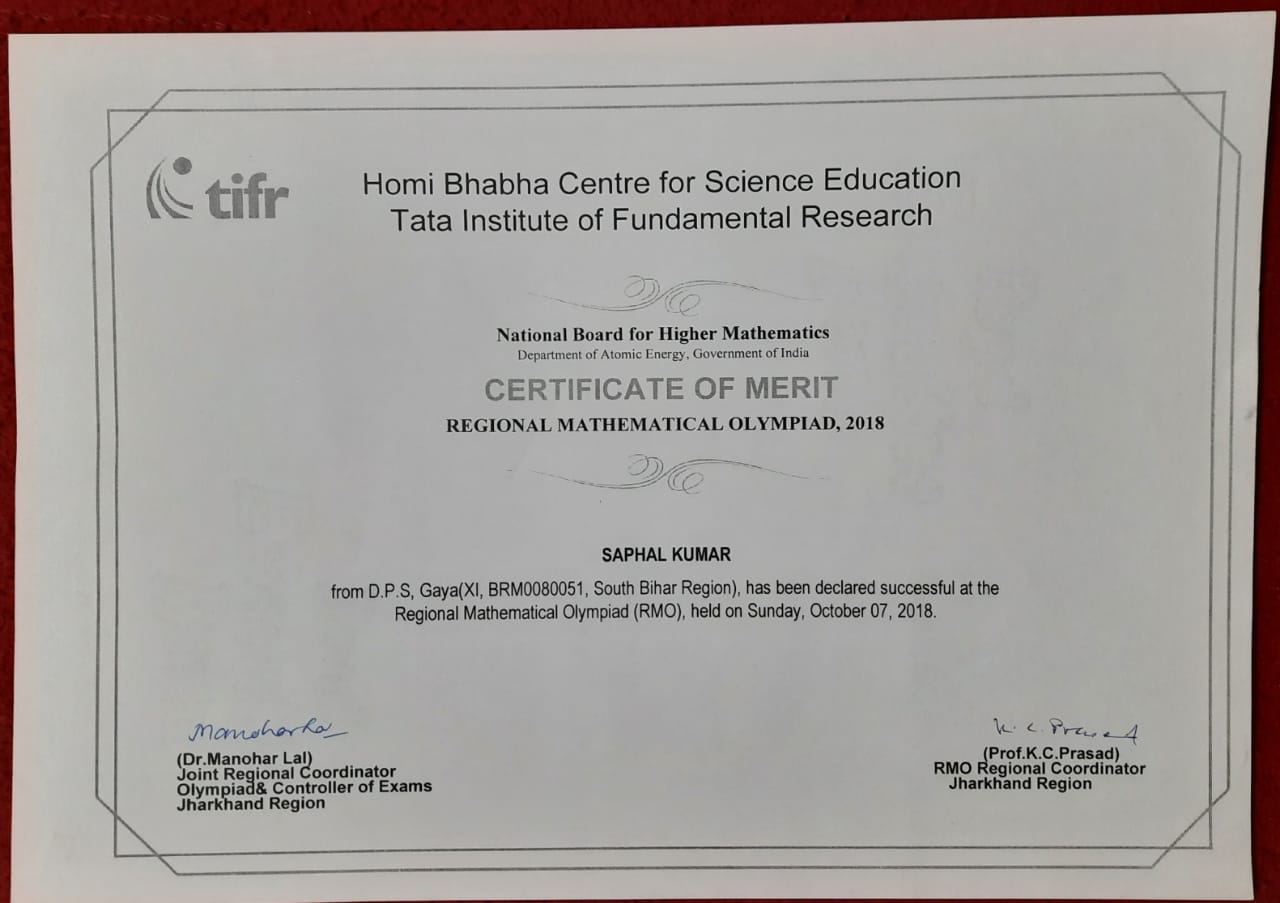 tifr
Homi Bhabha Centre for Science Education
Tata Institute of Fundamental Research
National Board for Higher Mathematics
Department of Atomic Energy, Government of India
CERTIFICATE OF MERIT
REGIONAL MATHEMATICAL OLYMPIAD, 2018
SAPHAL KUMAR
from D.P.S, Gaya(XI, BRM0080051, South Bihar Region), has been declared successful at the
Regional Mathematical Olympiad (RMO), held on Sunday, October 07, 2018.
Manoharlal
(Dr.Manohar Lal)
Joint Regional Coordinator
Olympiad& Controller of Exams
Jharkhand Region
K. C. Prasad
(Prof.K.C.Prasad)
RMO Regional Coordinator
Jharkhand Region